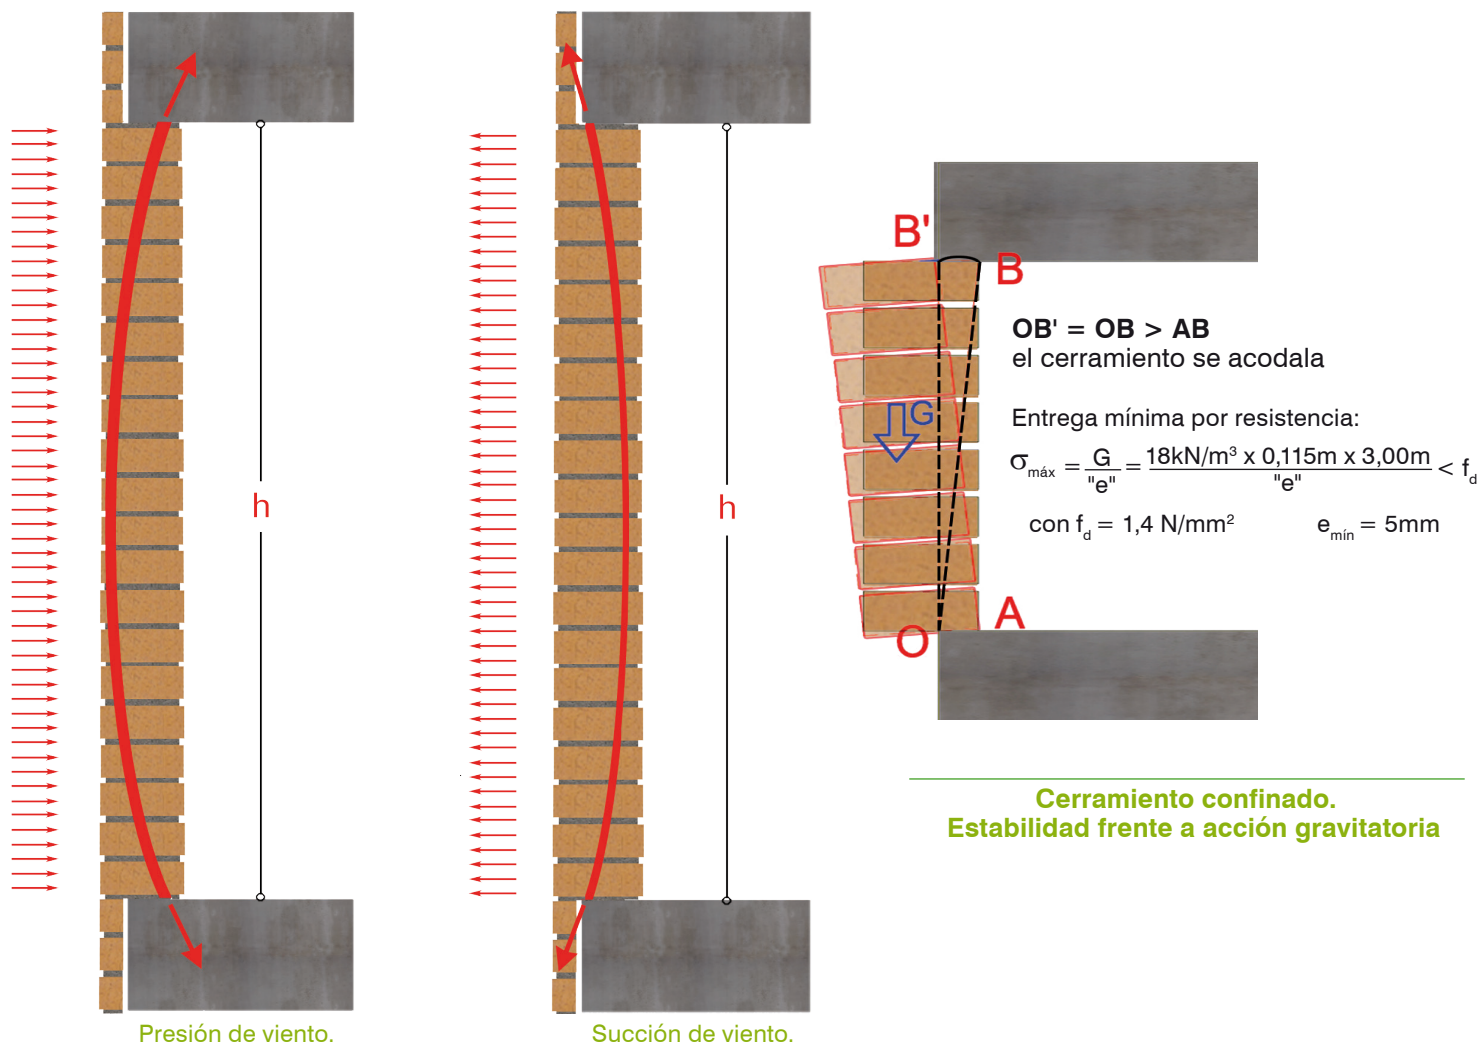 h
Presión de viento.
h
Succión de viento.
B'
B
G
O
A
OB' = OB > AB
el cerramiento se acodala
Entrega mínima por resistencia:
σmáx = G/"e" = 18kN/m³ x 0,115m x 3,00m/"e" < fd
con fd = 1,4 N/mm² emín = 5mm
Cerramiento confinado.
Estabilidad frente a acción gravitatoria